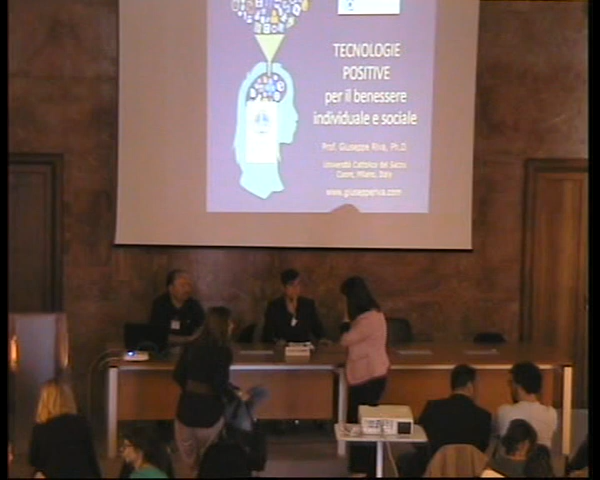 TECNOLOGIE
POSITIVE
per il benessere
individuale e sociale
Prof. Giuseppe Riva, Ph.D
Università Cattolica del Sacro
Cuore, Milano, Italy
www.giusepperiva.com